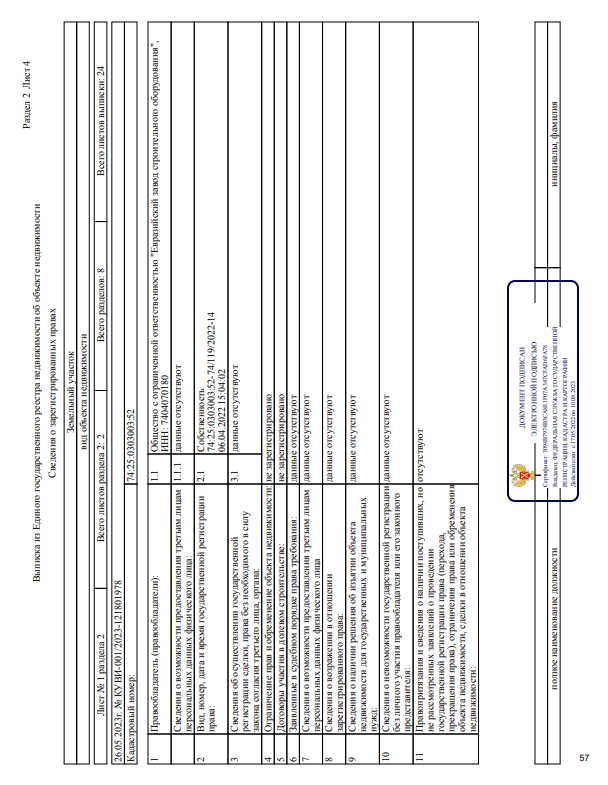 Раздел 2 Лист 4
Выписка из Единого государственного реестра недвижимости об объекте недвижимости
Сведения о зарегистрированных правах
Земельный участок
вид объекта недвижимости
Лист № 1 раздела 2 Всего листов раздела 2: 2 Всего разделов: 8 Всего листов выписки: 24
26.05.2023г. № КУВИ-001/2023-121801978
Кадастровый номер: 74:25:0303003:52
1 Правообладатель (правообладатели): 1.1 Общество с ограниченной ответственностью "Евразийский завод строительного оборудования",
ИНН: 7404070180
Сведения о возможности предоставления третьим лицам 1.1.1 данные отсутствуют
персональных данных физического лица:
2 Вид, номер, дата и время государственной регистрации 2.1 Собственность
права: 74:25:0303003:52-74/119/2022-14
06.04.2022 15:04:02
3 Сведения об осуществлении государственной 3.1 данные отсутствуют
регистрации сделки, права без необходимого в силу
закона согласия третьего лица, органа:
4 Ограничение прав и обременение объекта недвижимости: не зарегистрировано
5 Договоры участия в долевом строительстве: не зарегистрировано
6 Заявленные в судебном порядке права требования: данные отсутствуют
7 Сведения о возможности предоставления третьим лицам данные отсутствуют
персональных данных физического лица
8 Сведения о возражении в отношении данные отсутствуют
зарегистрированного права:
9 Сведения о наличии решения об изъятии объекта данные отсутствуют
недвижимости для государственных и муниципальных
нужд:
10 Сведения о невозможности государственной регистрации данные отсутствуют
без личного участия правообладателя или его законного
представителя:
11 Правопритязания и сведения о наличии поступивших, но отсутствуют
не рассмотренных заявлений о проведении
государственной регистрации права (перехода,
прекращения права), ограничения права или обременения
объекта недвижимости, сделки в отношении объекта
недвижимости
ДОКУМЕНТ ПОДПИСАН
ЭЛЕКТРОННОЙ ПОДПИСЬЮ
Сертификат:
Владелец: ФЕДЕРАЛЬНАЯ СЛУЖБА ГОСУДАРСТВЕННОЙ
РЕГИСТРАЦИИ, КАДАСТРА И КАРТОГРАФИИ
Действителен: с 17.05.2022 по 10.08.2023
полное наименование должности инициалы, фамилия
57